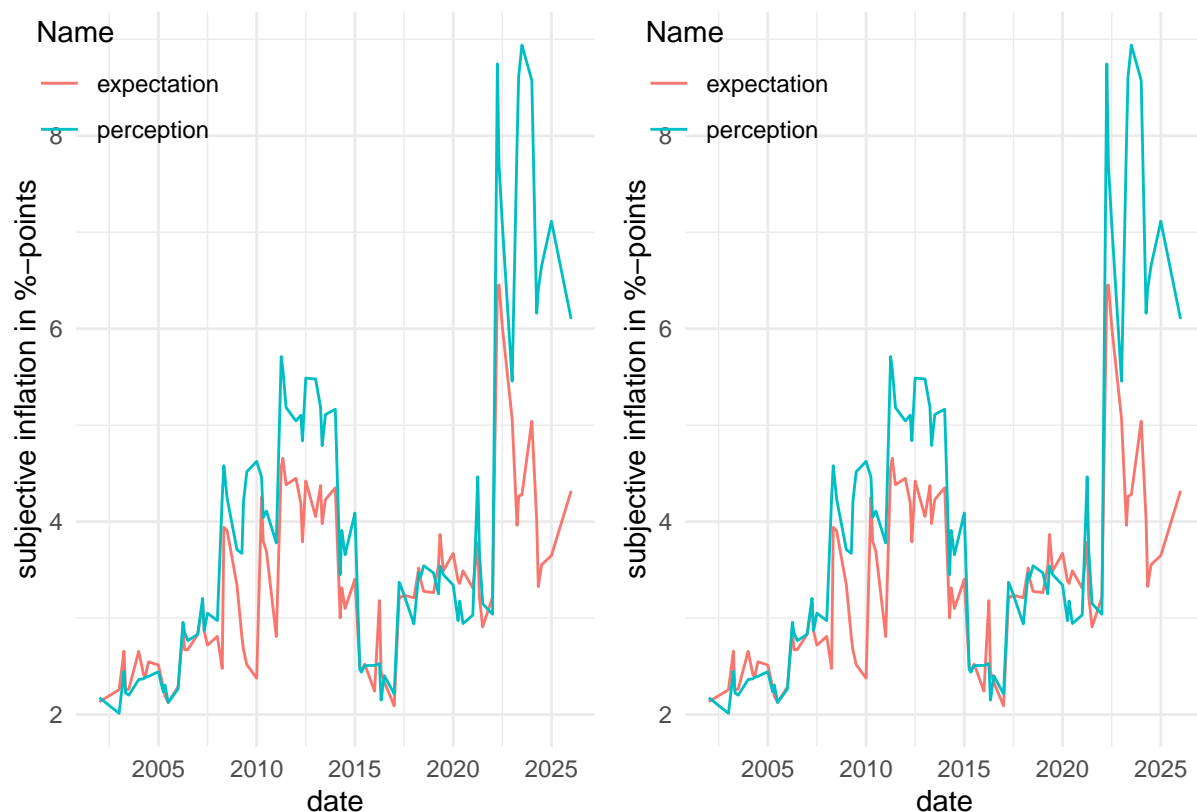 Name
expectation
perception
8
6
4
2
subjective inflation in %−points
2005 2010 2015 2020 2025
date
Name
expectation
perception
8
6
4
2
subjective inflation in %−points
2005 2010 2015 2020 2025
date